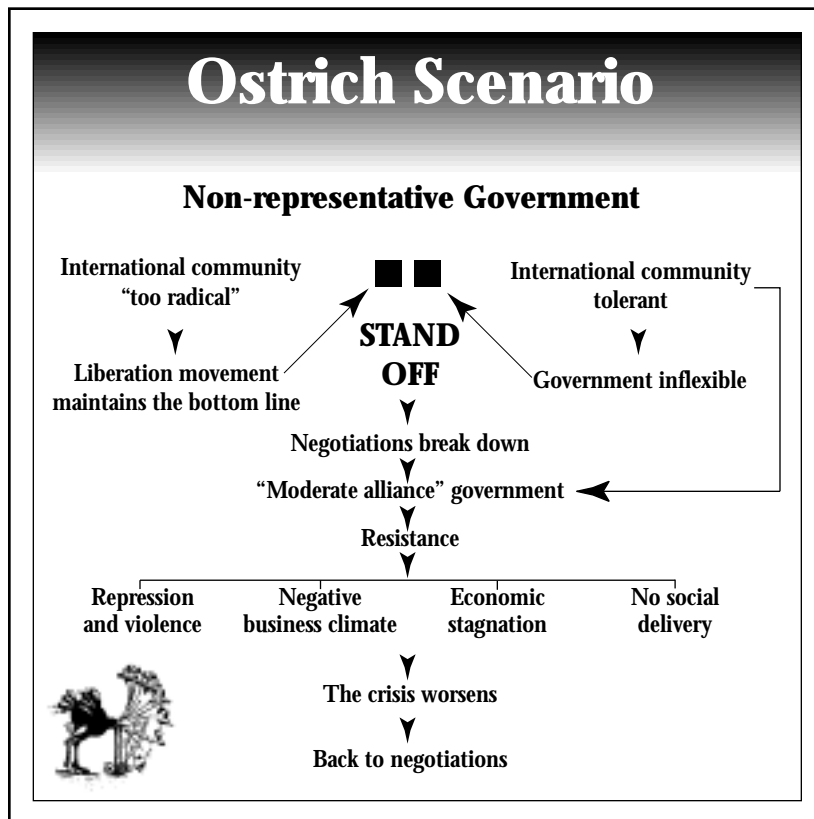 Ostrich Scenario
Non-representative Government
International community
“too radical”
International community
tolerant
STAND
OFF
Liberation movement
maintains the bottom line
Government inflexible
Negotiations break down
“Moderate alliance” government
Resistance
Repression
and violence
Negative
business climate
Economic
stagnation
No social
delivery
The crisis worsens
Back to negotiations